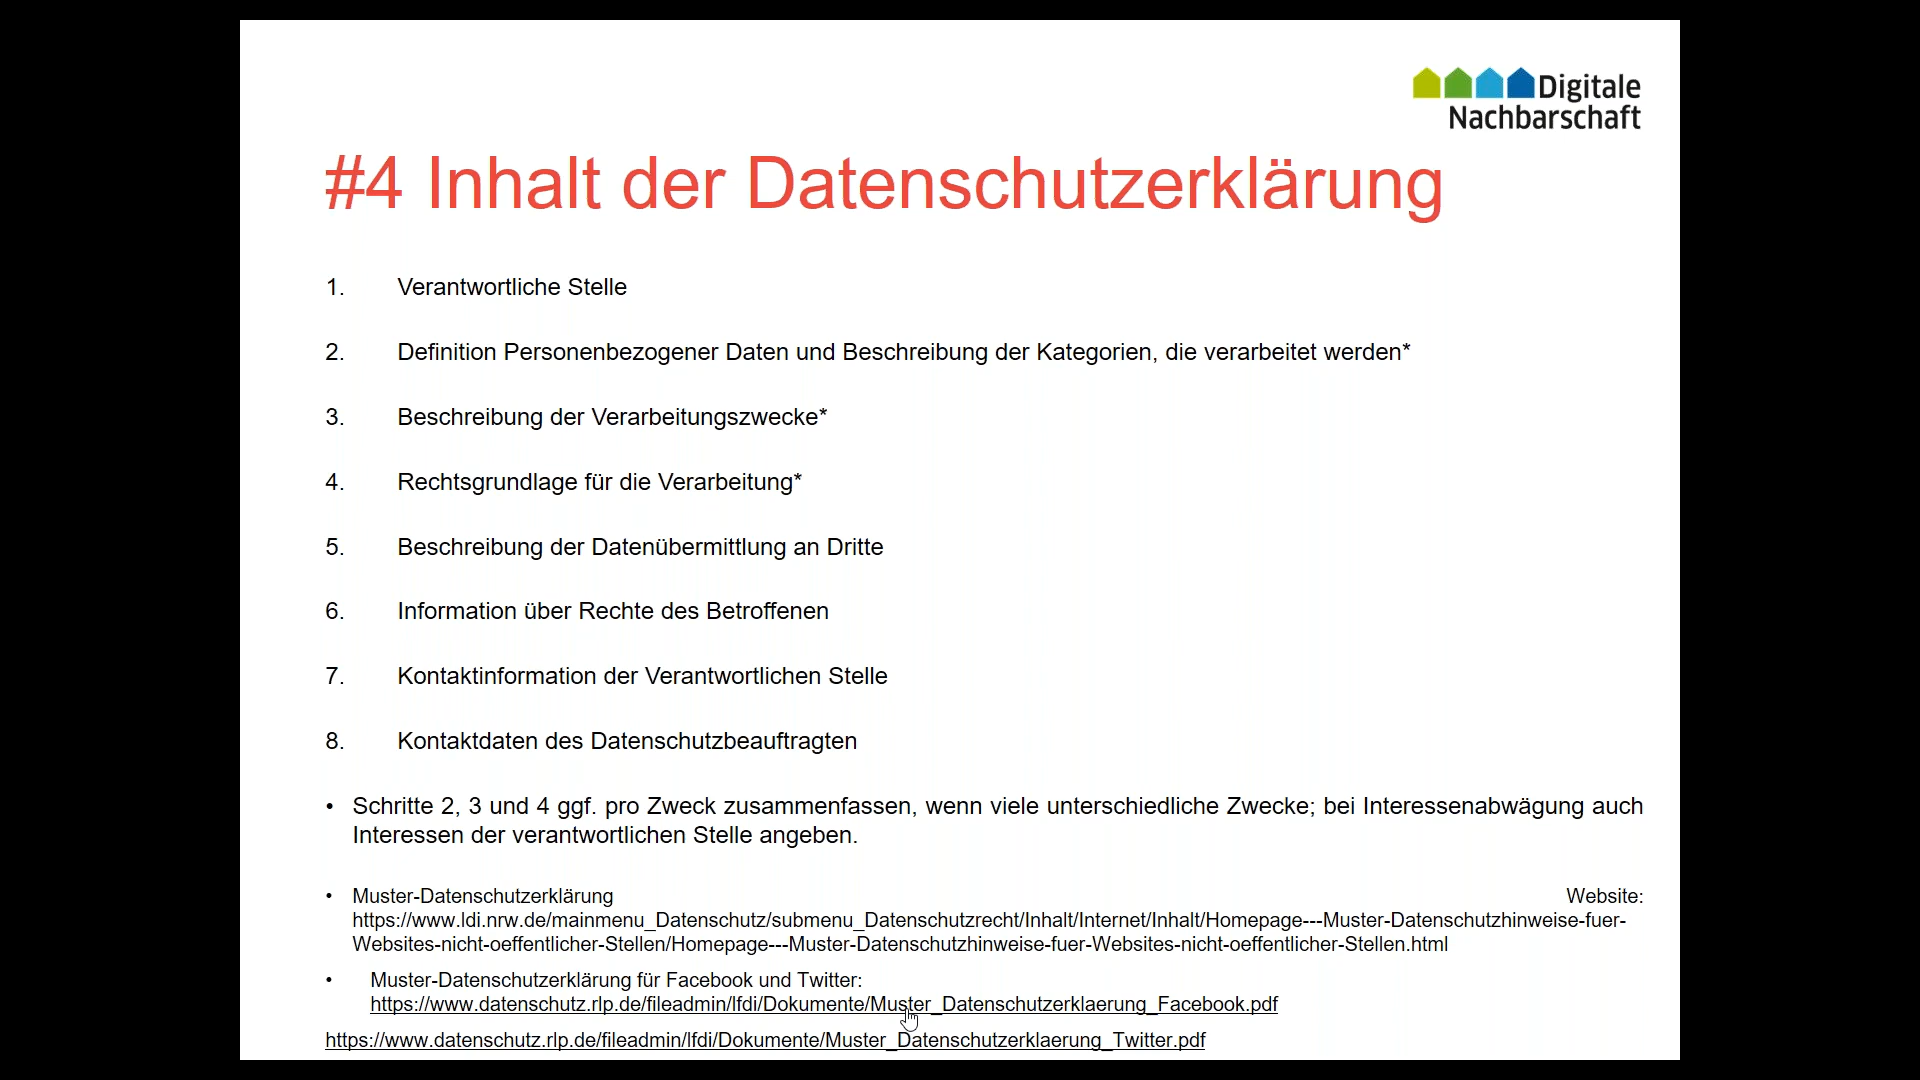 Digitale
Nachbarschaft
#4 Inhalt der Datenschutzerklärung
1. Verantwortliche Stelle
2. Definition Personenbezogener Daten und Beschreibung der Kategorien, die verarbeitet werden*
3. Beschreibung der Verarbeitungszwecke*
4. Rechtsgrundlage für die Verarbeitung*
5. Beschreibung der Datenübermittlung an Dritte
6. Information über Rechte des Betroffenen
7. Kontaktinformation der Verantwortlichen Stelle
8. Kontaktdaten des Datenschutzbeauftragten
• Schritte 2, 3 und 4 ggf. pro Zweck zusammenfassen, wenn viele unterschiedliche Zwecke; bei Interessenabwägung auch
Interessen der verantwortlichen Stelle angeben.
• Muster-Datenschutzerklärung Website:
https://www.ldi.nrw.de/mainmenu_Datenschutz/submenu_Datenschutzrecht/Inhalt/Internet/Inhalt/Homepage---Muster-Datenschutzhinweise-fuer-
Websites-nicht-oeffentlicher-Stellen/Homepage---Muster-Datenschutzhinweise-fuer-Websites-nicht-oeffentlicher-Stellen.html
• Muster-Datenschutzerklärung für Facebook und Twitter:
https://www.datenschutz.rlp.de/fileadmin/lfdi/Dokumente/Muster_Datenschutzerklaerung_Facebook.pdf
https://www.datenschutz.rlp.de/fileadmin/lfdi/Dokumente/Muster_Datenschutzerklaerung_Twitter.pdf